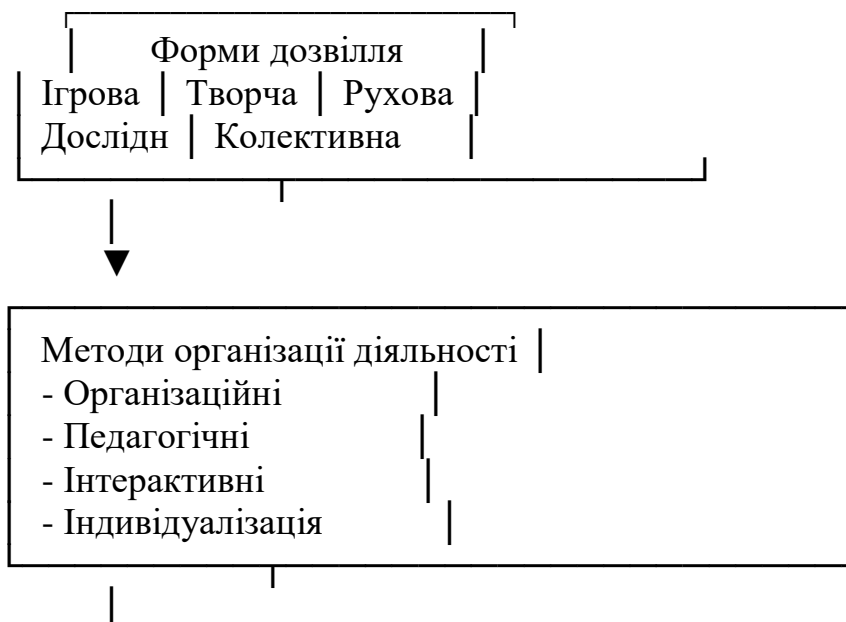 Форми дозвілля
Ігрова | Творча | Рухова
Дослідн | Колективна
Методи організації діяльності
- Організаційні
- Педагогічні
- Інтерактивні
- Індивідуалізація